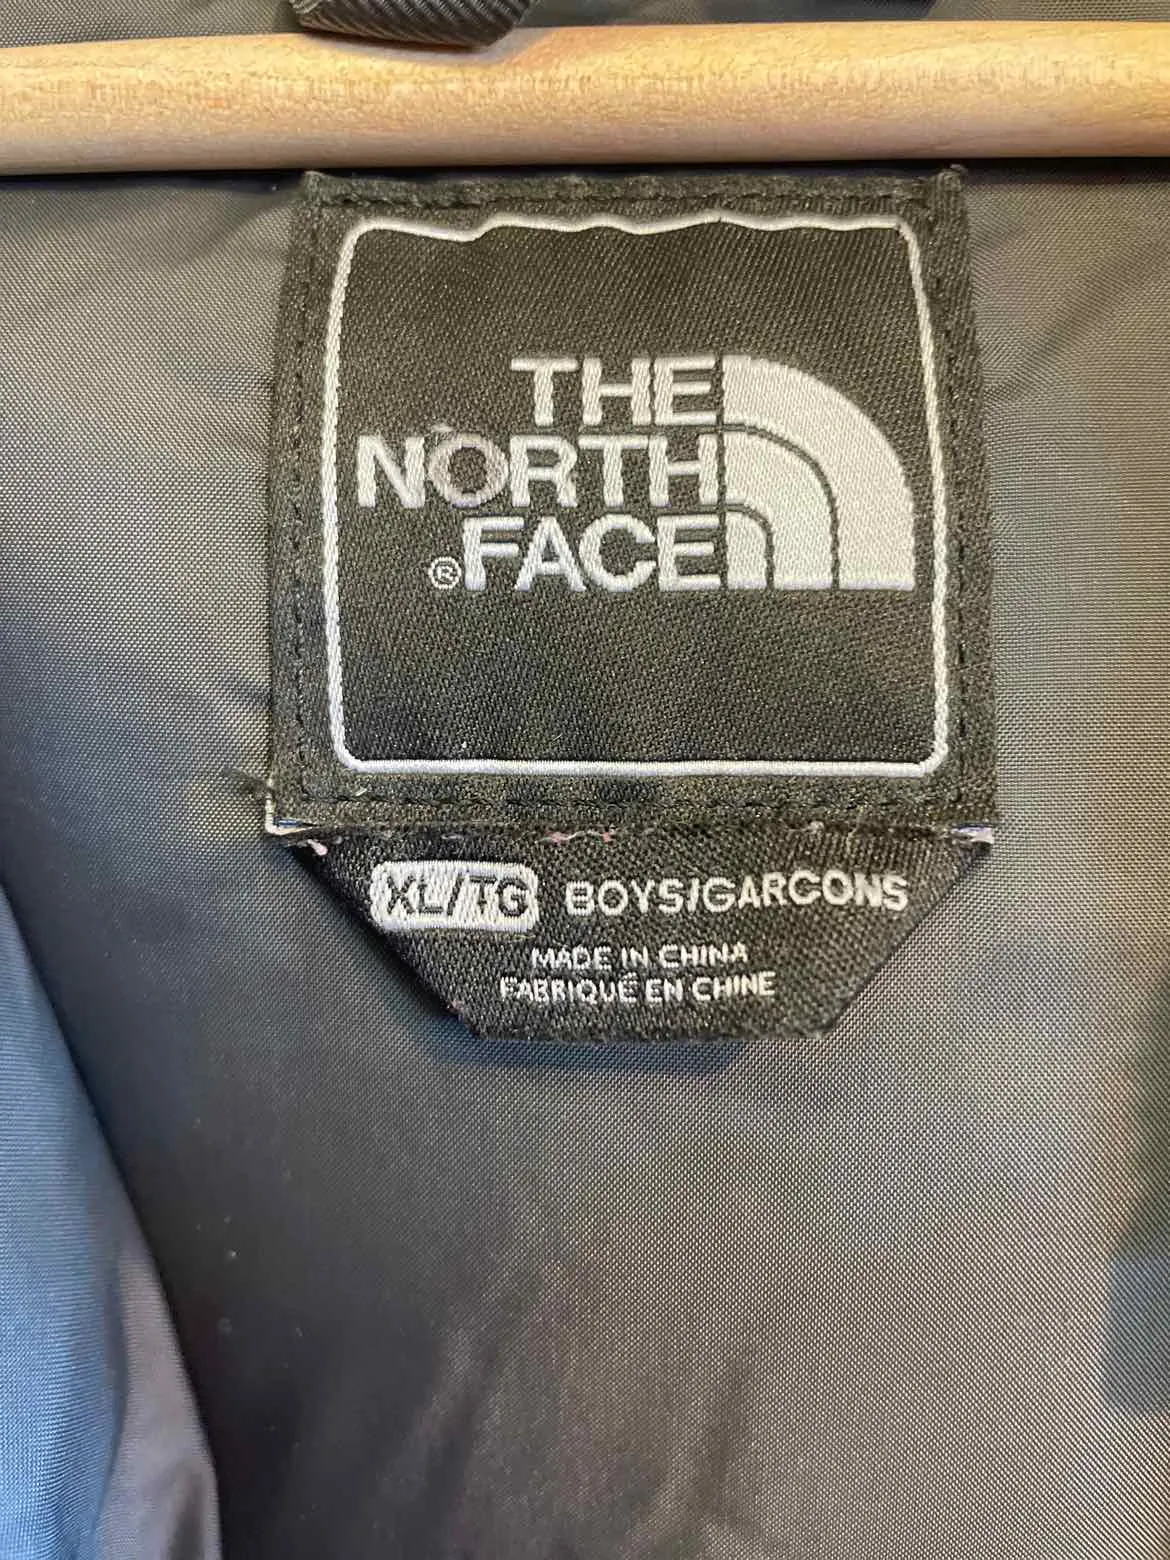 THE
NORTH
FACE
®
XL/TG BOYS/GARCONS
MADE IN CHINA
FABRIQUÉ EN CHINE